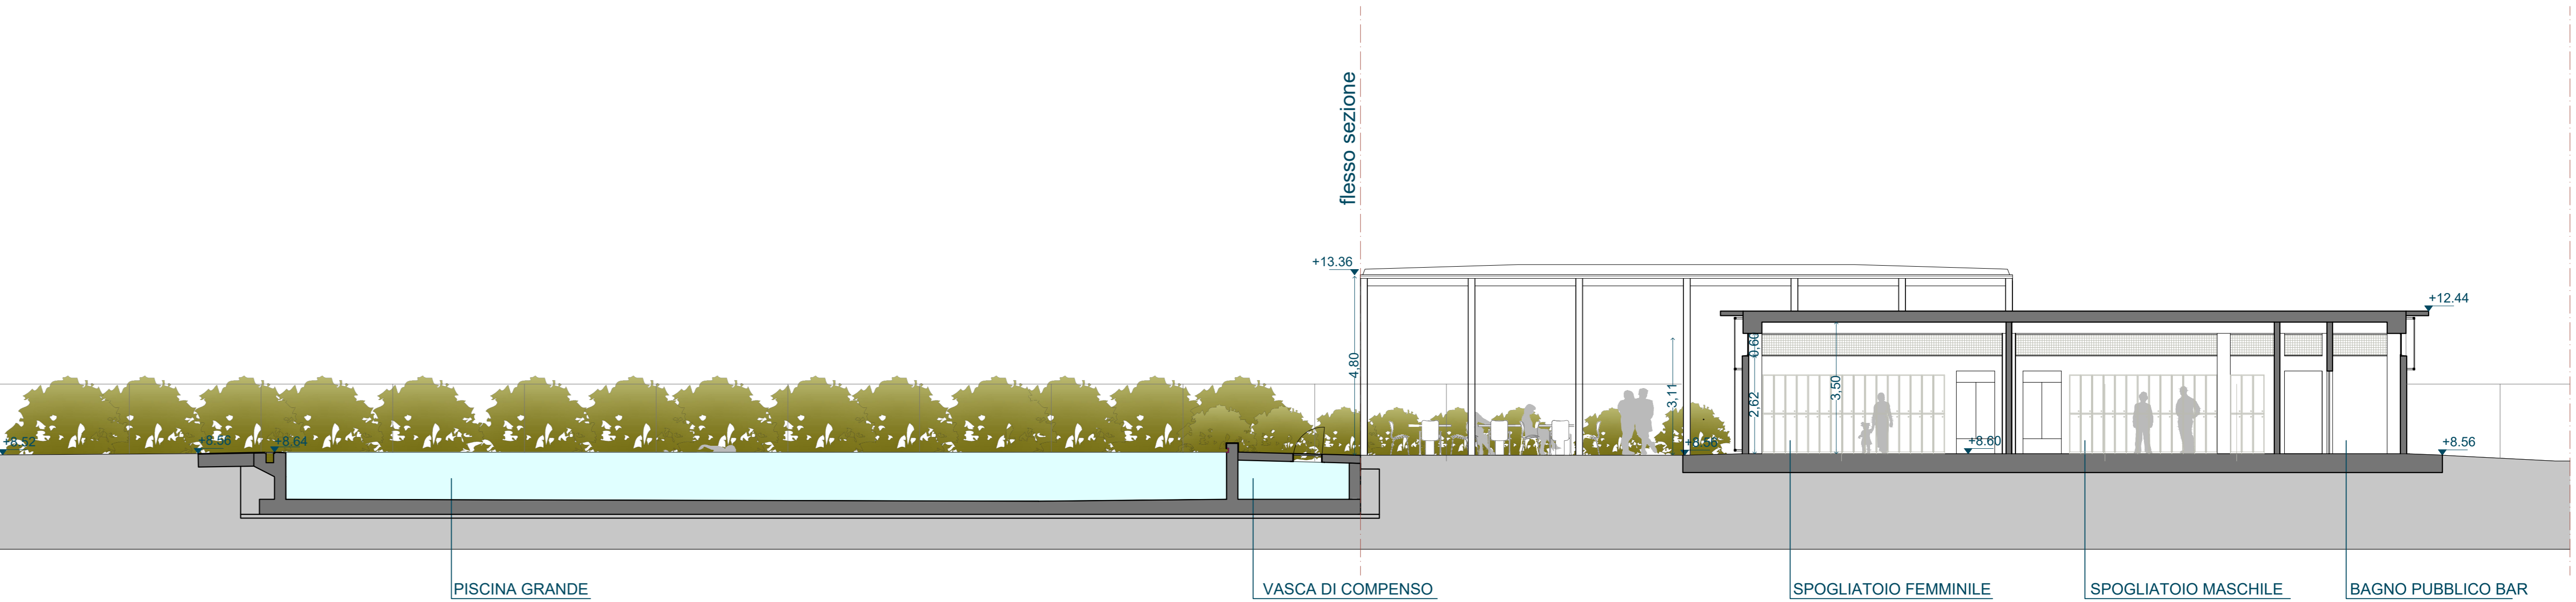 flesso sezione
+13.36
+12.44
4,80
3,11
0,60
2,62
3,50
+8.52
+8.56
+8.64
+8.56
+8.60
+8.56
PISCINA GRANDE
VASCA DI COMPENSO
SPOGLIATOIO FEMMINILE
SPOGLIATOIO MASCHILE
BAGNO PUBBLICO BAR